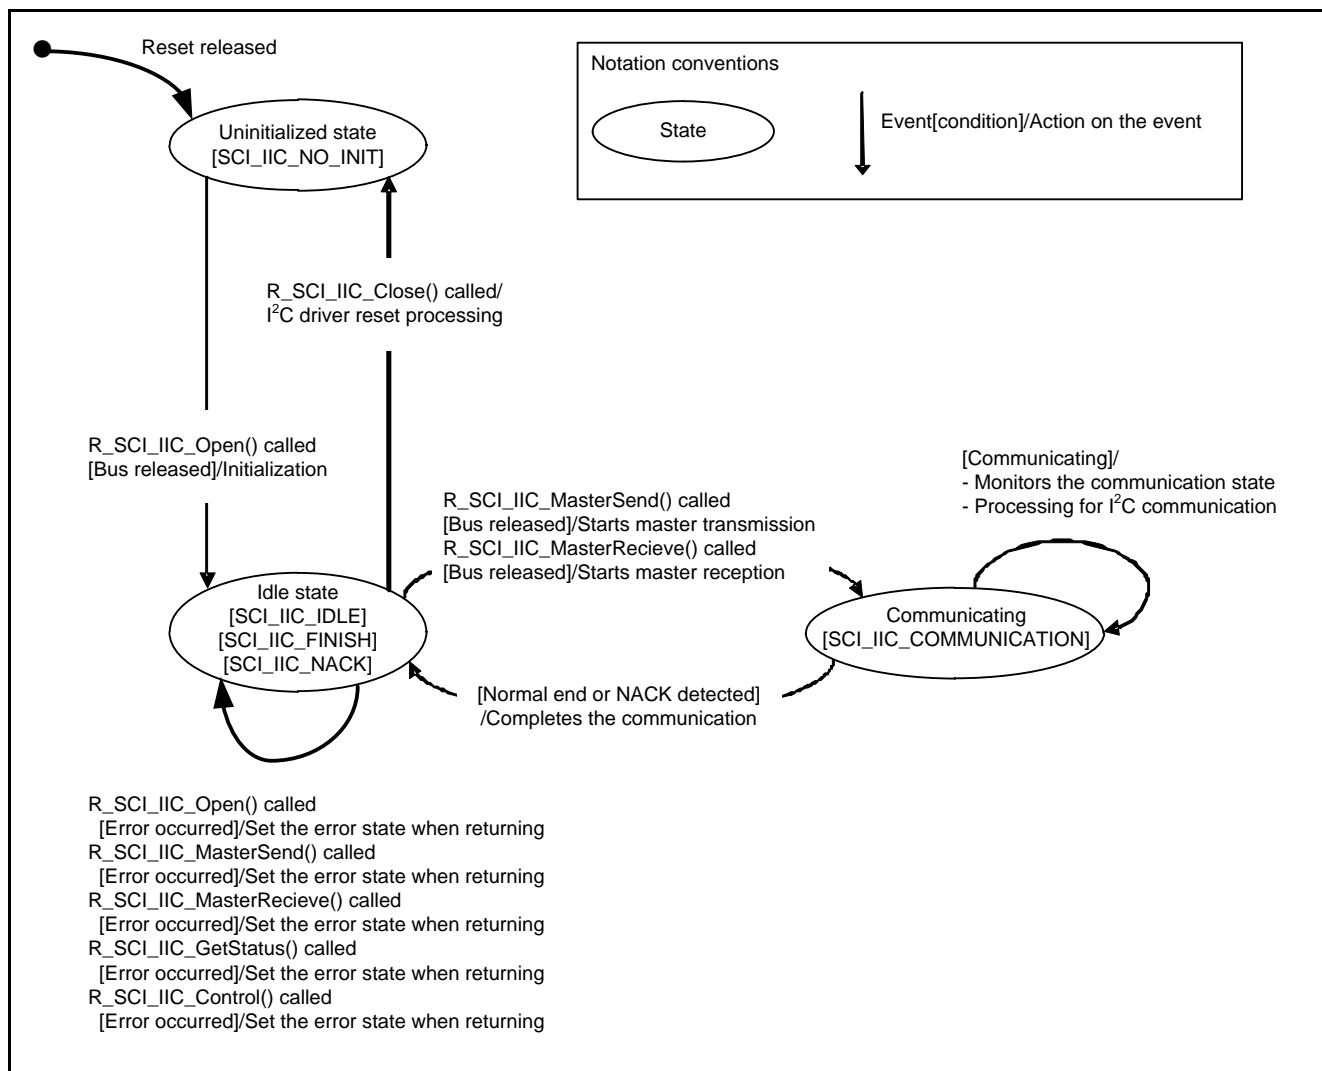 Reset released
Notation conventions
State
Event[condition]/Action on the event
Uninitialized state
[SCI_IIC_NO_INIT]
R_SCI_IIC_Close() called/
I²C driver reset processing
R_SCI_IIC_Open() called
[Bus released]/Initialization
R_SCI_IIC_MasterSend() called
[Bus released]/Starts master transmission
R_SCI_IIC_MasterRecieve() called
[Bus released]/Starts master reception
[Communicating]/
- Monitors the communication state
- Processing for I²C communication
Idle state
[SCI_IIC_IDLE]
[SCI_IIC_FINISH]
[SCI_IIC_NACK]
Communicating
[SCI_IIC_COMMUNICATION]
[Normal end or NACK detected]
/Completes the communication
R_SCI_IIC_Open() called
[Error occurred]/Set the error state when returning
R_SCI_IIC_MasterSend() called
[Error occurred]/Set the error state when returning
R_SCI_IIC_MasterRecieve() called
[Error occurred]/Set the error state when returning
R_SCI_IIC_GetStatus() called
[Error occurred]/Set the error state when returning
R_SCI_IIC_Control() called
[Error occurred]/Set the error state when returning